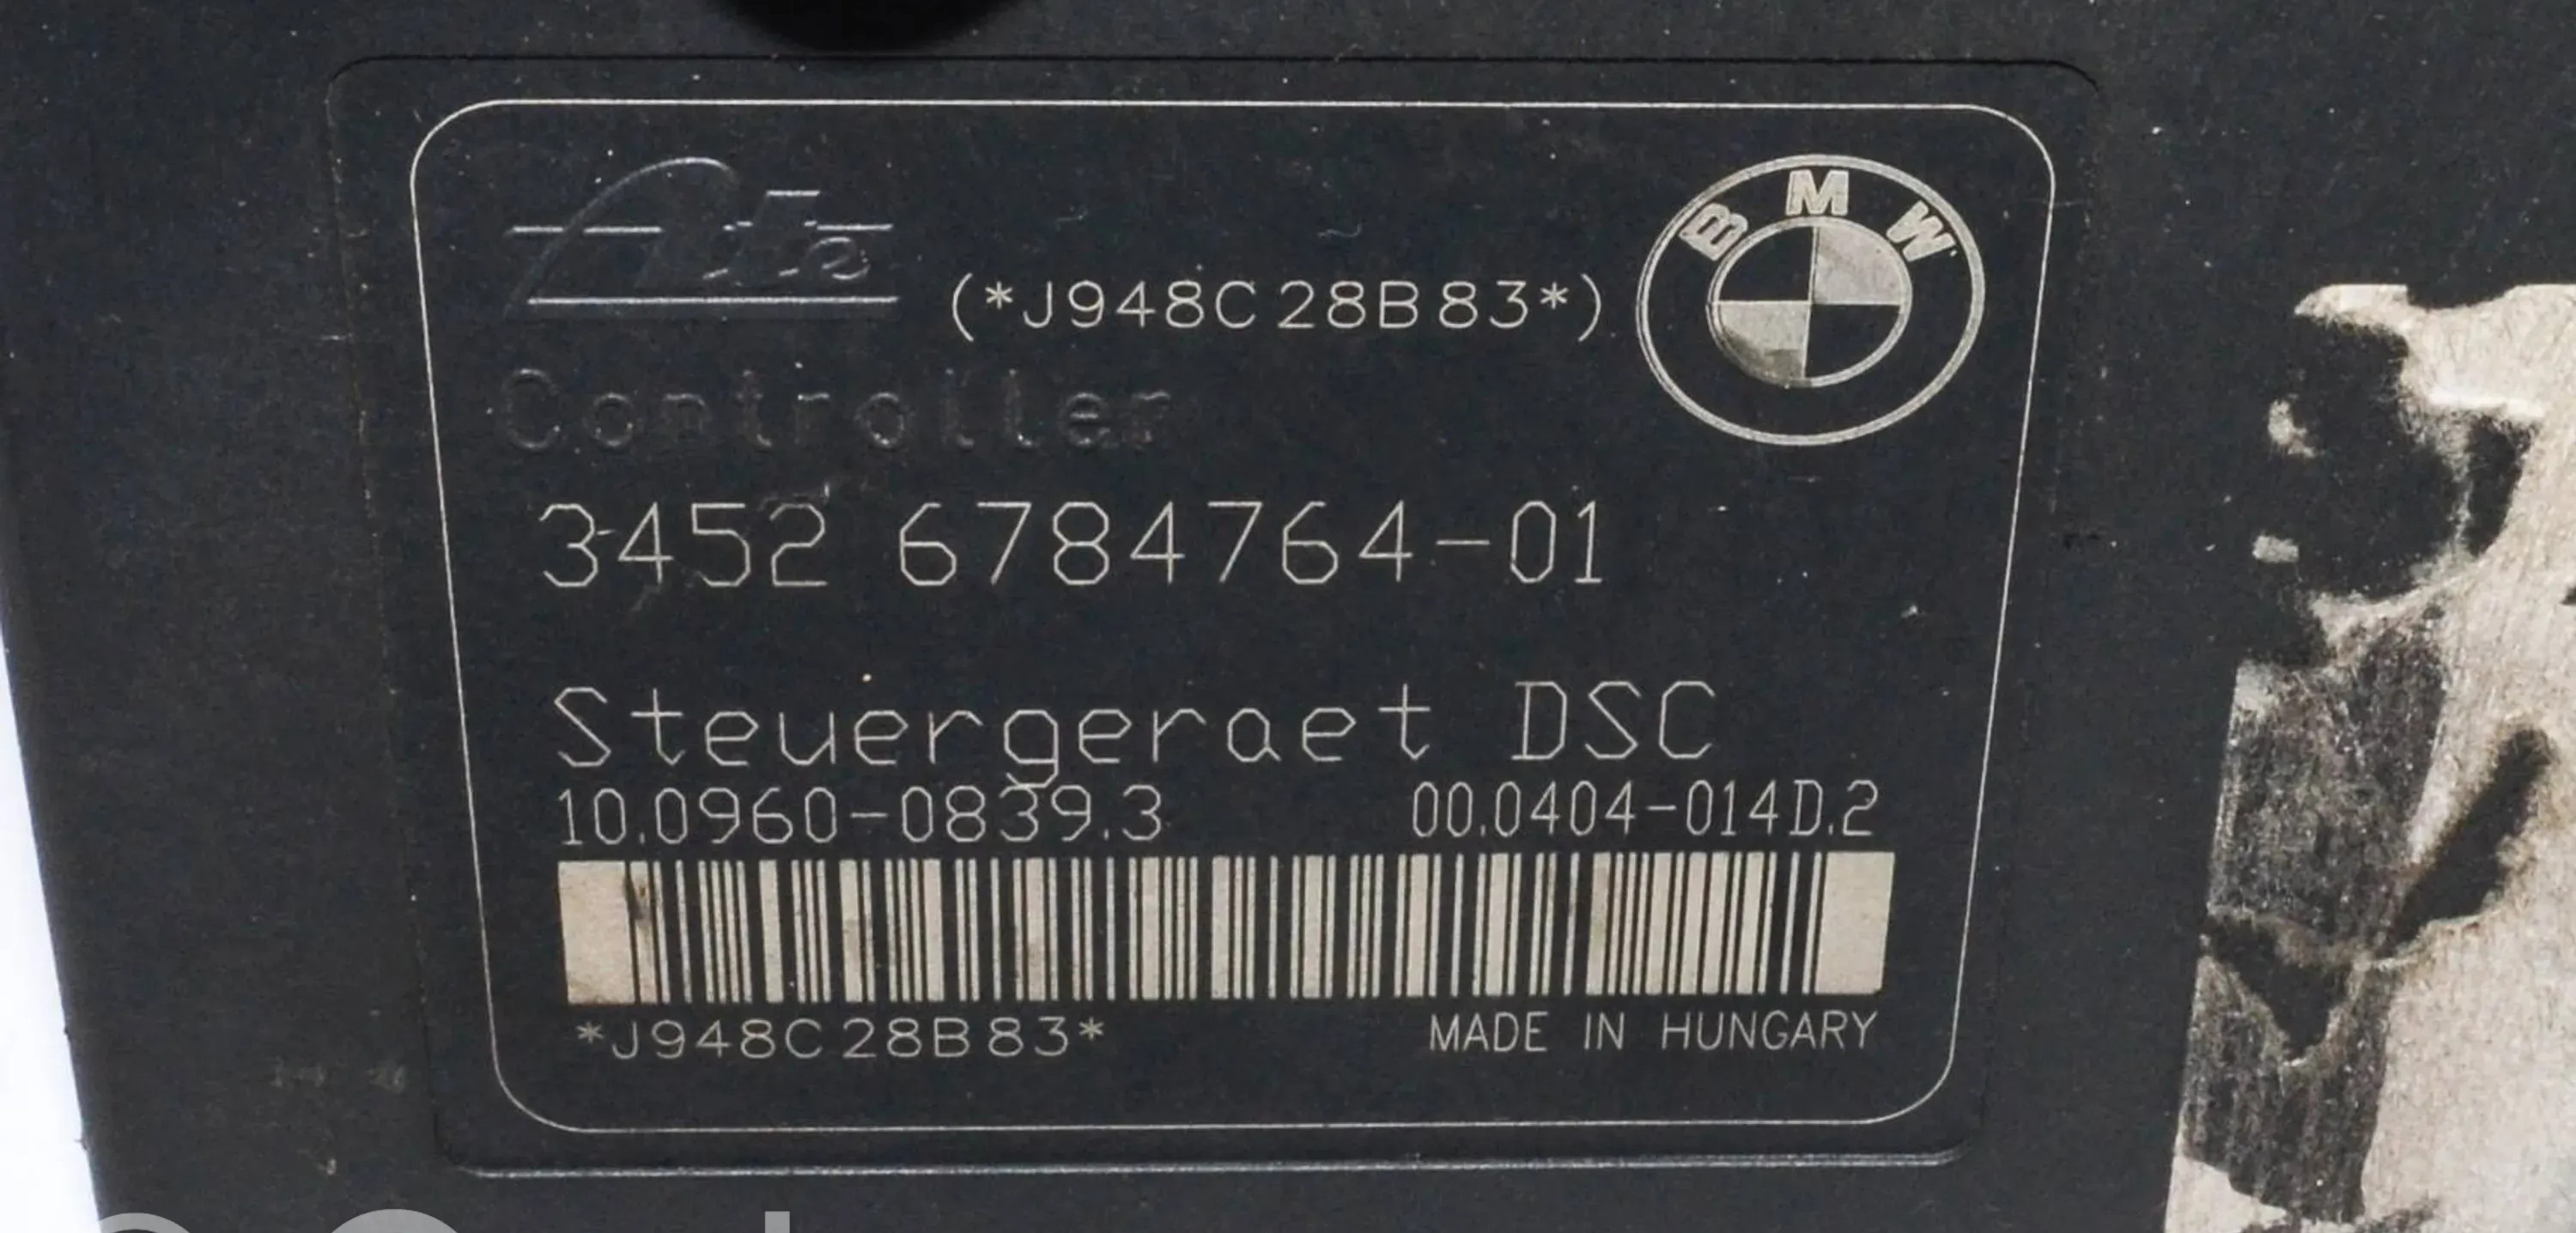 Ate
BMW
(*J948C28B83*)
Controller
3452 6784764-01
Steuergeraet DSC
10.0960-0839.3 00.0404-014D.2
*J948C28B83* MADE IN HUNGARY